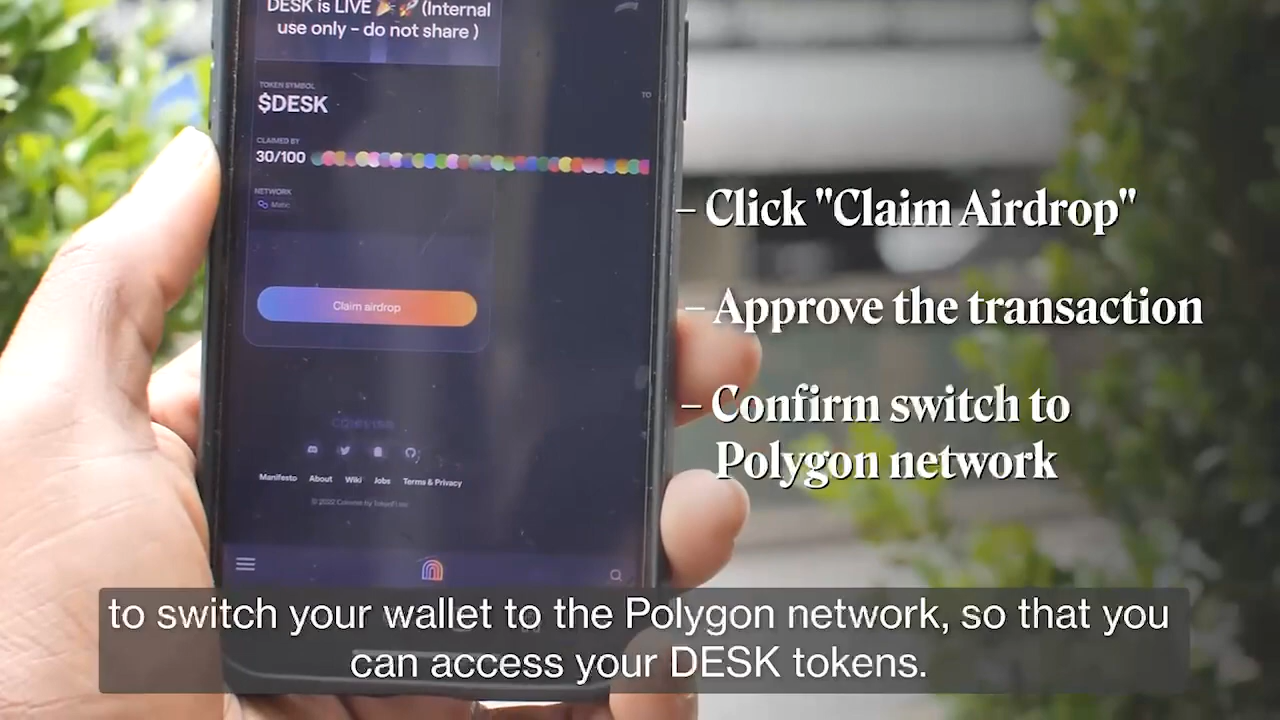 DESK is LIVE 🎉🚀 (Internal
use only - do not share )
TOKEN SYMBOL
$DESK
TO
CLAIMED BY
30/100
NETWORK
Matic
Claim airdrop
Manifesto About Wiki Jobs Terms & Privacy
– Click "Claim Airdrop"
– Approve the transaction
– Confirm switch to
Polygon network
to switch your wallet to the Polygon network, so that you
can access your DESK tokens.